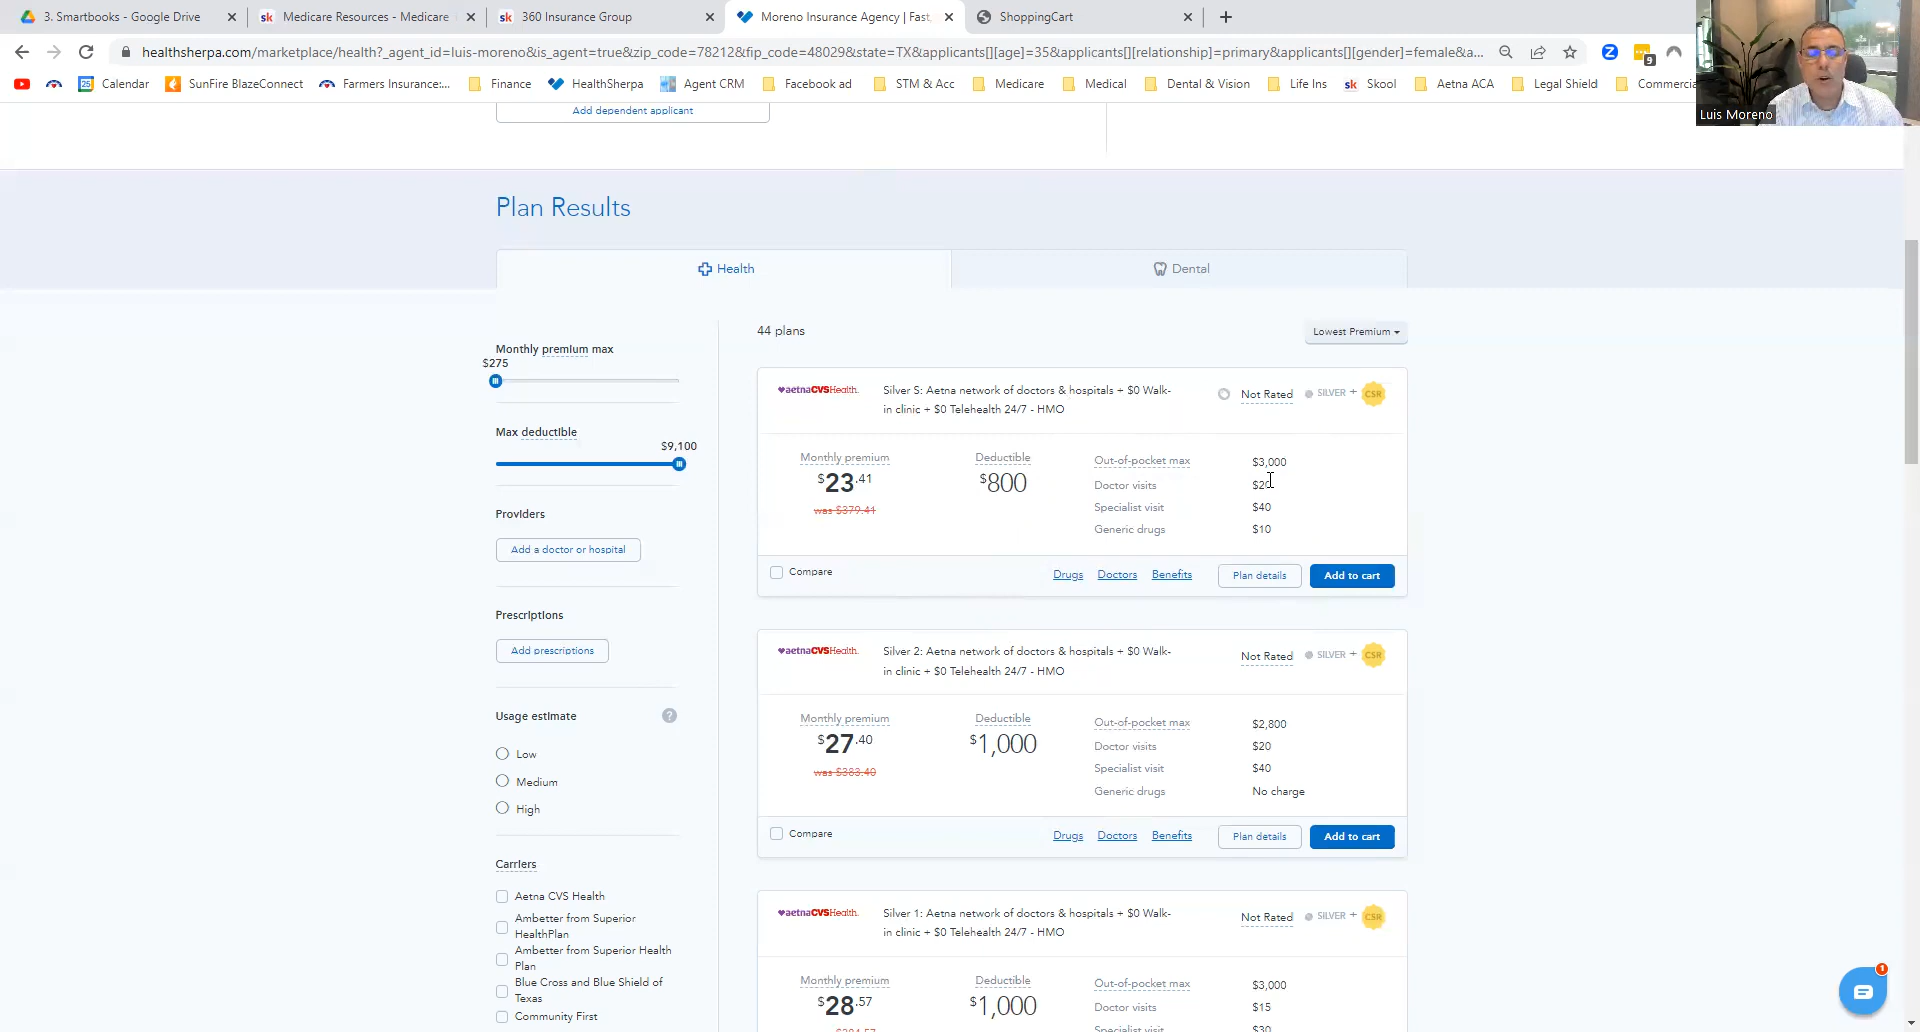 3. Smartbooks - Google Drive
Medicare Resources - Medicare
360 Insurance Group
Moreno Insurance Agency | Fast,
ShoppingCart
healthsherpa.com/marketplace/health?_agent_id=luis-moreno&is_agent=true&zip_code=78212&fip_code=48029&state=TX&applicants[][age]=35&applicants[][relationship]=primary&applicants[][gender]=female&a...
9
Calendar
SunFire BlazeConnect
Farmers Insurance:...
Finance
HealthSherpa
Agent CRM
Facebook ad
STM & Acc
Medicare
Medical
Dental & Vision
Life Ins
Skool
Aetna ACA
Legal Shield
Commercia
Luis Moreno
Add dependent applicant
Plan Results
Health
Dental
Monthly premium max
$275
Max deductible
$9,100
Providers
Add a doctor or hospital
Prescriptions
Add prescriptions
Usage estimate ?
Low
Medium
High
Carriers
Aetna CVS Health
Ambetter from Superior
HealthPlan
Ambetter from Superior Health
Plan
Blue Cross and Blue Shield of
Texas
Community First
44 plans
Lowest Premium
aetna CVSHealth.
Silver S: Aetna network of doctors & hospitals + $0 Walk-
in clinic + $0 Telehealth 24/7 - HMO
Not Rated
SILVER + CSR
Monthly premium
$23.41
was $379.41
Deductible
$800
Out-of-pocket max $3,000
Doctor visits $20
Specialist visit $40
Generic drugs $10
Compare
Drugs
Doctors
Benefits
Plan details
Add to cart
aetna CVSHealth.
Silver 2: Aetna network of doctors & hospitals + $0 Walk-
in clinic + $0 Telehealth 24/7 - HMO
Not Rated
SILVER + CSR
Monthly premium
$27.40
was $383.40
Deductible
$1,000
Out-of-pocket max $2,800
Doctor visits $20
Specialist visit $40
Generic drugs No charge
Compare
Drugs
Doctors
Benefits
Plan details
Add to cart
aetna CVSHealth.
Silver 1: Aetna network of doctors & hospitals + $0 Walk-
in clinic + $0 Telehealth 24/7 - HMO
Not Rated
SILVER + CSR
Monthly premium
$28.57
Deductible
$1,000
Out-of-pocket max $3,000
Doctor visits $15
Specialist visit $30
1